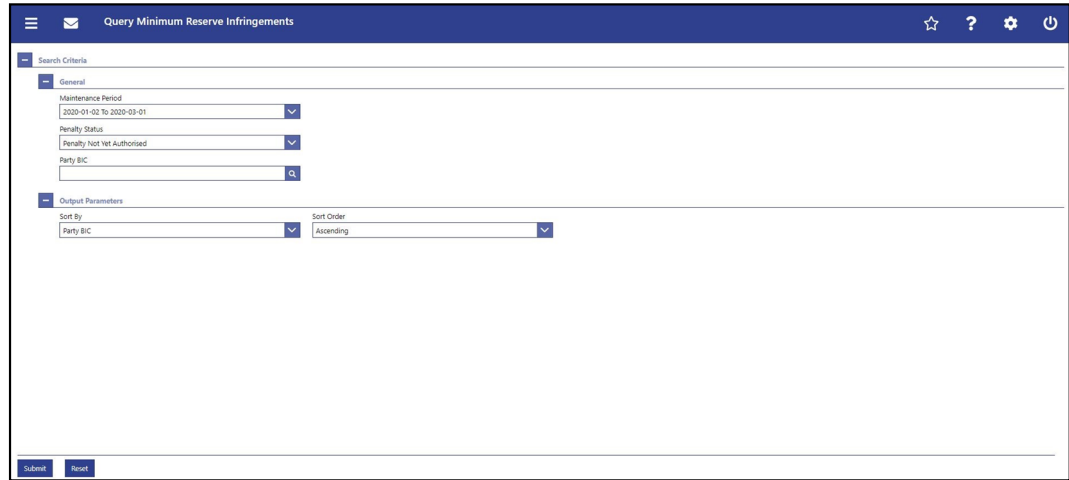 Query Minimum Reserve Infringements
Search Criteria
General
Maintenance Period
2020-01-02 To 2020-03-01
Penalty Status
Penalty Not Yet Authorised
Party BIC
Output Parameters
Sort By Sort Order
Party BIC Ascending
Submit Reset